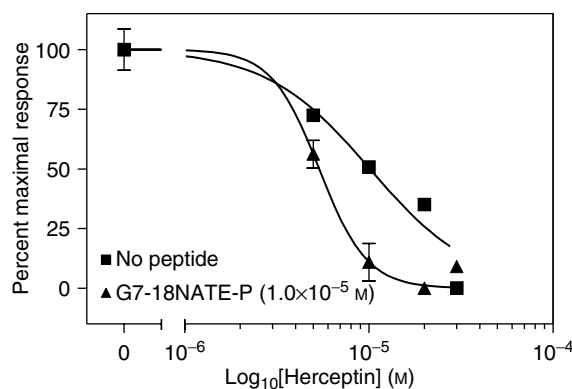 Percent maximal response
100
75
50
25
0
■ No peptide
▲ G7-18NATE-P (1.0×10⁻⁵ M)
0 10⁻⁶ 10⁻⁵ 10⁻⁴
Log₁₀[Herceptin] (M)